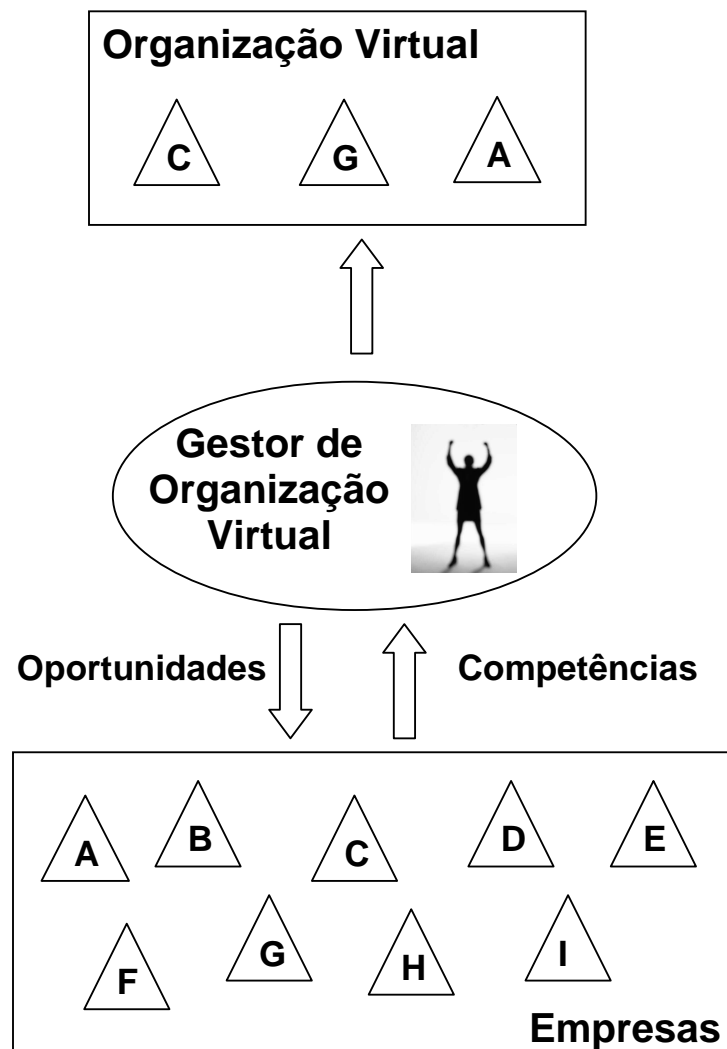 Organização Virtual
C G A
Gestor de
Organização
Virtual
Oportunidades Competências
A B C D E
F G H I
Empresas